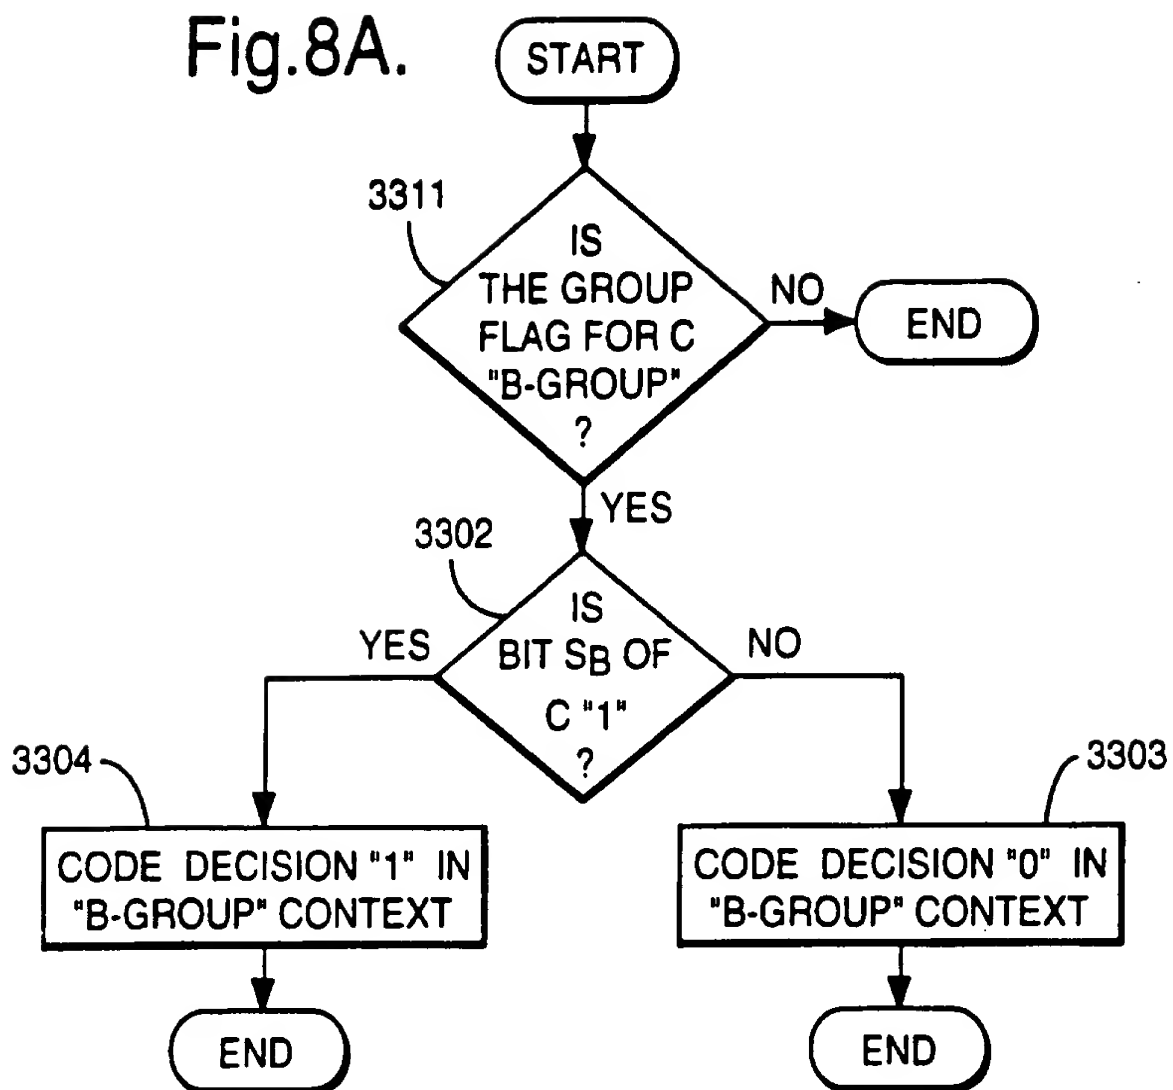 Fig.8A.
START
3311
IS
THE GROUP
FLAG FOR C
"B-GROUP"
?
NO
END
YES
3302
IS
BIT SB OF
C "1"
?
YES
NO
3304
3303
CODE DECISION "1" IN
"B-GROUP" CONTEXT
CODE DECISION "0" IN
"B-GROUP" CONTEXT
END
END